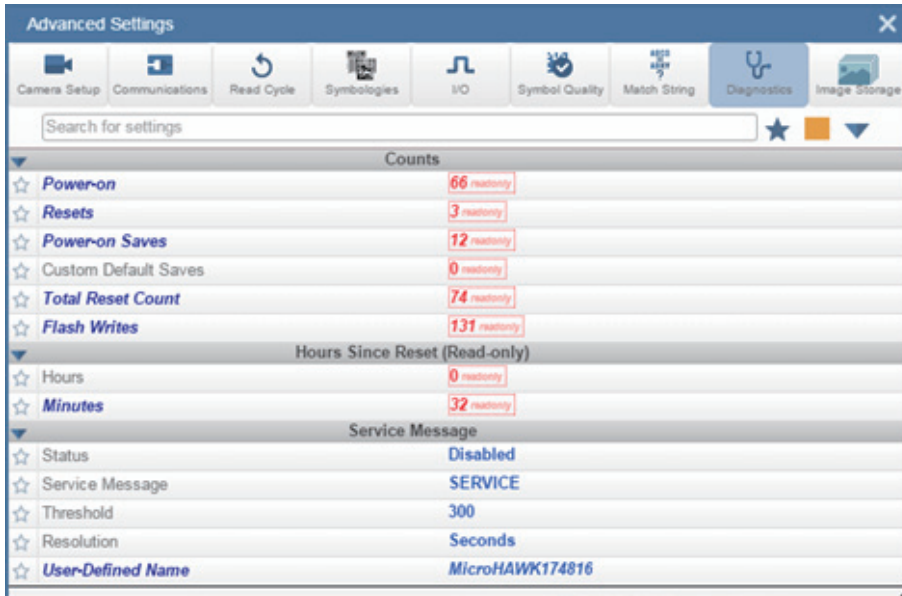 Advanced Settings
Camera Setup Communications Read Cycle Symbologies I/O Symbol Quality Match String Diagnostics Image Storage
Search for settings
Counts
Power-on 66 readonly
Resets 3 readonly
Power-on Saves 12 readonly
Custom Default Saves 0 readonly
Total Reset Count 74 readonly
Flash Writes 131 readonly
Hours Since Reset (Read-only)
Hours 0 readonly
Minutes 32 readonly
Service Message
Status Disabled
Service Message SERVICE
Threshold 300
Resolution Seconds
User-Defined Name MicroHAWK174816